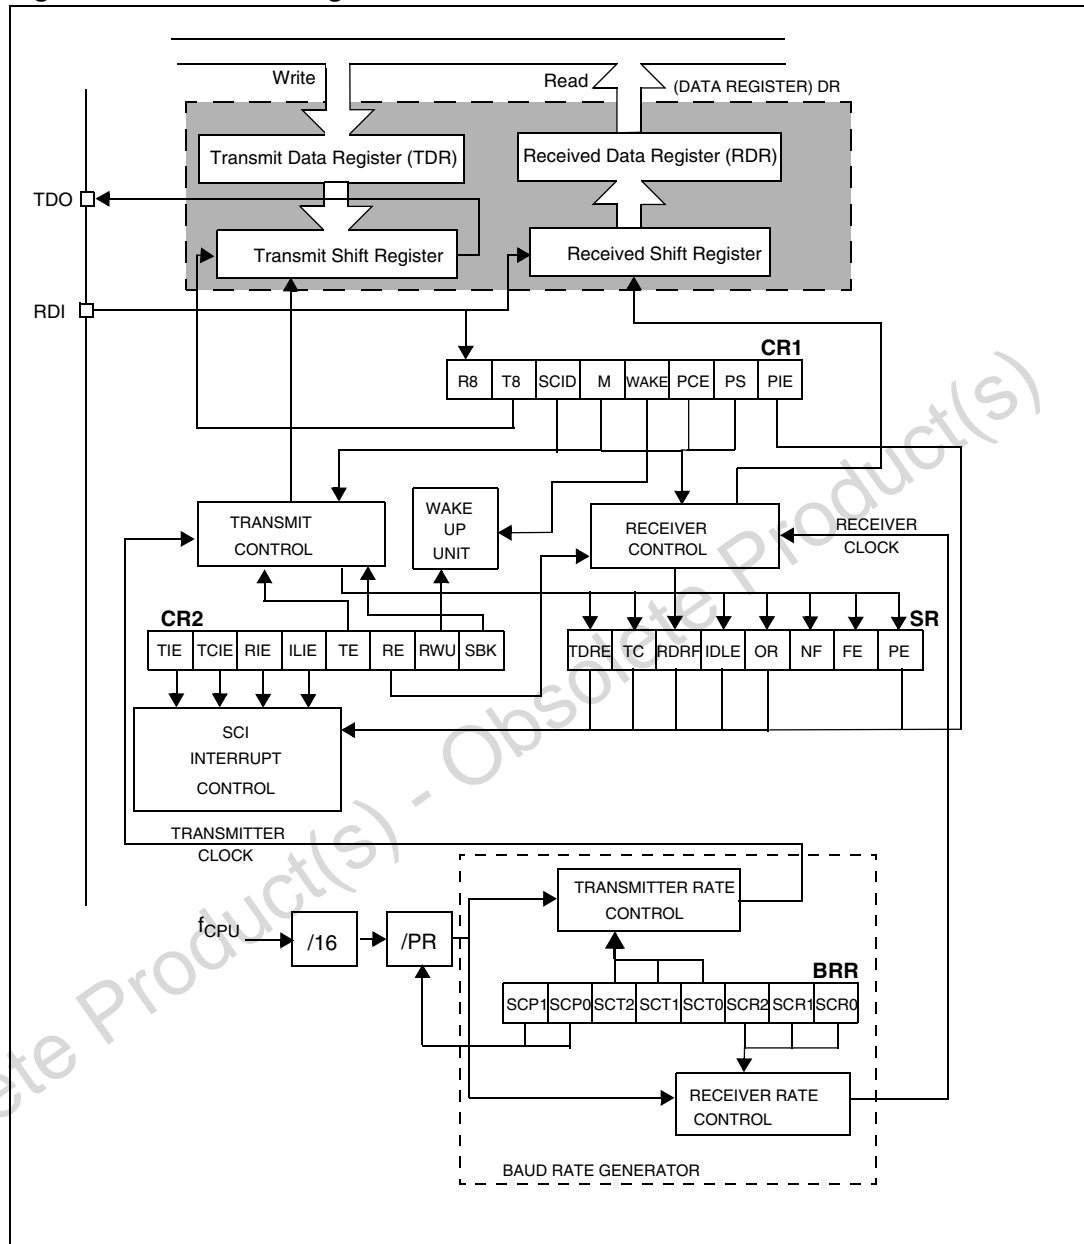 Write
Read
(DATA REGISTER) DR
Transmit Data Register (TDR)
Received Data Register (RDR)
TDO
Transmit Shift Register
Received Shift Register
RDI
CR1
R8 T8 SCID M WAKE PCE PS PIE
TRANSMIT
CONTROL
WAKE
UP
UNIT
RECEIVER
CONTROL
RECEIVER
CLOCK
CR2
SR
TIE TCIE RIE ILIE TE RE RWU SBK
TDRE TC RDRF IDLE OR NF FE PE
SCI
INTERRUPT
CONTROL
TRANSMITTER
CLOCK
TRANSMITTER RATE
CONTROL
fCPU
/16
/PR
BRR
SCP1 SCP0 SCT2 SCT1 SCT0 SCR2 SCR1 SCR0
RECEIVER RATE
CONTROL
BAUD RATE GENERATOR
Product(s) - Obsolete Product(s)